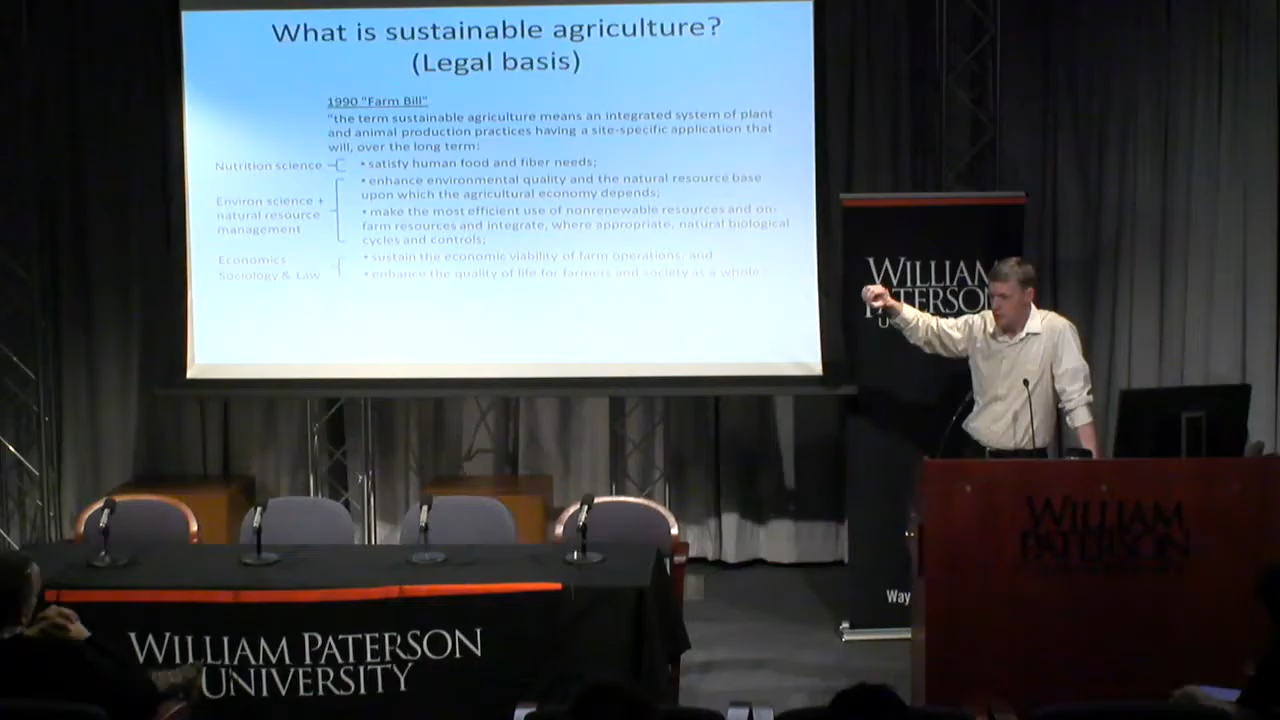 What is sustainable agriculture?
(Legal basis)
1990 "Farm Bill"
"the term sustainable agriculture means an integrated system of plant
and animal production practices having a site-specific application that
will, over the long term:
Nutrition science
• satisfy human food and fiber needs;
Environ science +
natural resource
management
• enhance environmental quality and the natural resource base
upon which the agricultural economy depends;
• make the most efficient use of nonrenewable resources and on-
farm resources and integrate, where appropriate, natural biological
cycles and controls;
Economics
Sociology & Law
• sustain the economic viability of farm operations; and
• enhance the quality of life for farmers and society as a whole
WILLIAM
PATERSON
Way
WILLIAM
PATERSON
WILLIAM PATERSON
UNIVERSITY